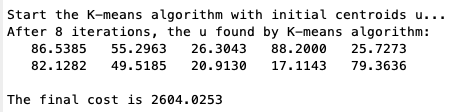 Start the K-means algorithm with initial centroids u...
After 8 iterations, the u found by K-means algorithm:
86.5385 55.2963 26.3043 88.2000 25.7273
82.1282 49.5185 20.9130 17.1143 79.3636
The final cost is 2604.0253